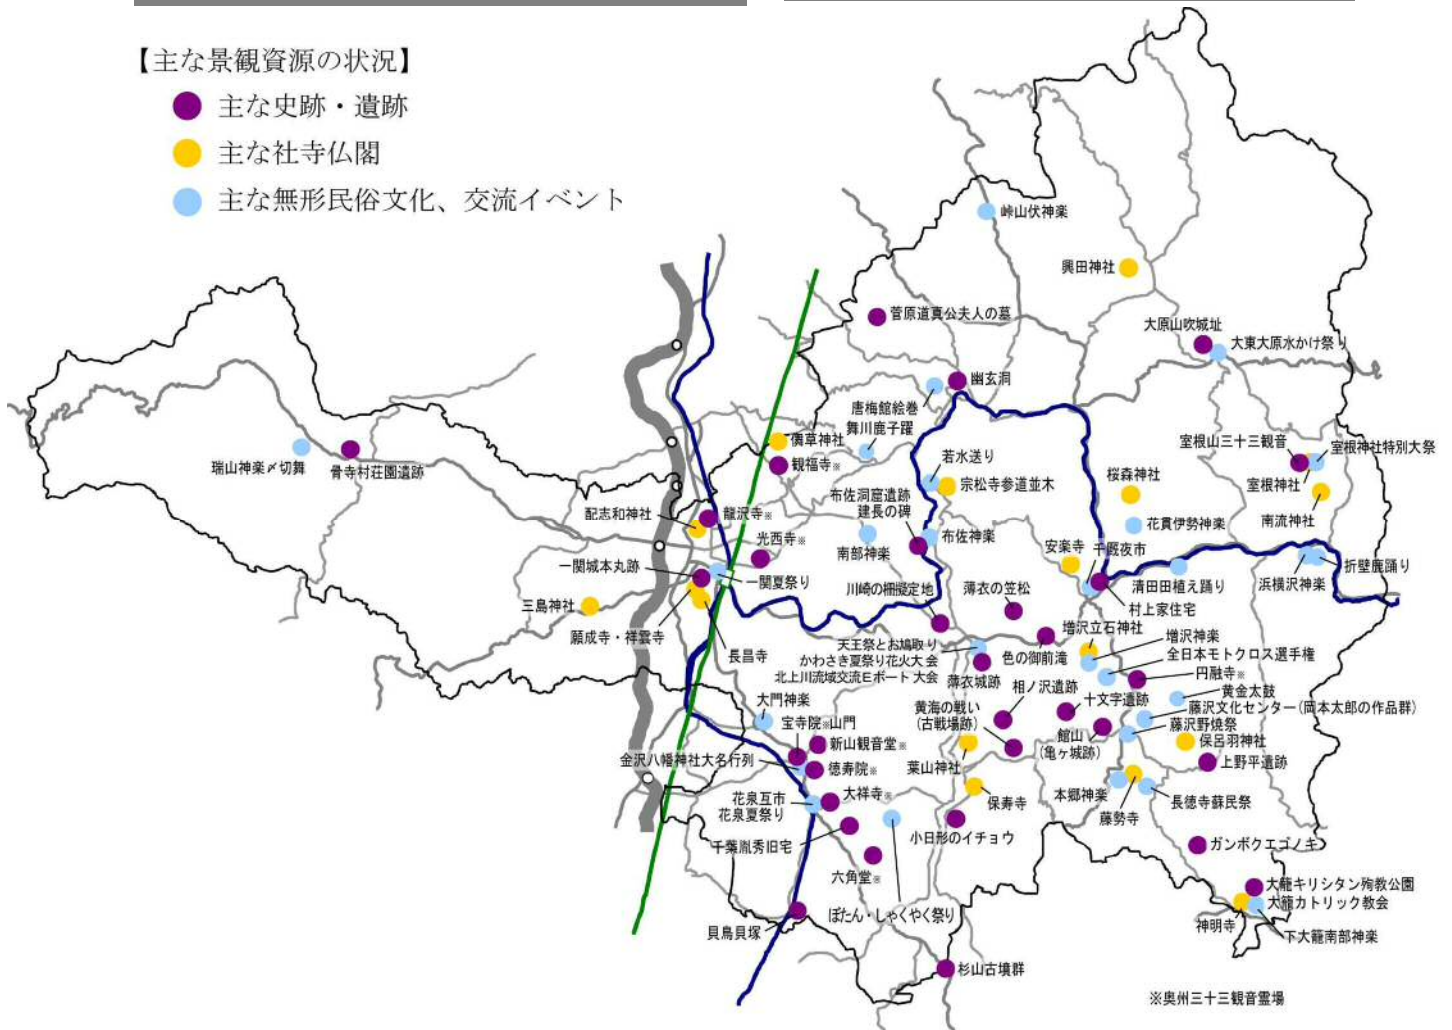 【主な景観資源の状況】
主な史跡・遺跡
主な社寺仏閣
主な無形民俗文化、交流イベント
峠山伏神楽
興田神社
菅原道真公夫人の墓
大原山吹城址
大東大原水かけ祭り
幽玄洞
唐梅館絵巻
舞川鹿子躍
儛草神社
観福寺※
瑞山神楽〆切舞
骨寺村荘園遺跡
若水送り
宗松寺参道並木
室根山三十三観音
室根神社特別大祭
室根神社
南流神社
桜森神社
花貫伊勢神楽
配志和神社
龍沢寺※
光西寺※
布佐洞窟遺跡
建長の碑
南部神楽
布佐神楽
安楽寺
千厩夜市
清田田植え踊り
浜横沢神楽
折壁鹿踊り
一関城本丸跡
一関夏祭り
三島神社
願成寺・祥雲寺
長昌寺
川崎の柵擬定地
薄衣の笠松
村上家住宅
増沢立石神社
増沢神楽
色の御前滝
天王祭とお鳩取り
かわさき夏祭り花火大会
北上川流域交流Eボート大会
薄衣城跡
全日本モトクロス選手権
円融寺※
相ノ沢遺跡
十文字遺跡
黄金太鼓
藤沢文化センター(岡本太郎の作品群)
藤沢野焼祭
大門神楽
宝寺院※山門
新山観音堂※
黄海の戦い
(古戦場跡)
館山
(亀ヶ城跡)
保呂羽神社
金沢八幡神社大名行列
徳寿院※
葉山神社
上野平遺跡
花泉互市
花泉夏祭り
大祥寺※
保寿寺
本郷神楽
藤勢寺
長徳寺蘇民祭
千葉胤秀旧宅
小日形のイチョウ
ガンボクエゴノキ
六角堂※
ぼたん・しゃくやく祭り
大籠キリシタン殉教公園
大籠カトリック教会
貝鳥貝塚
神明寺
下大籠南部神楽
杉山古墳群
※奥州三十三観音霊場